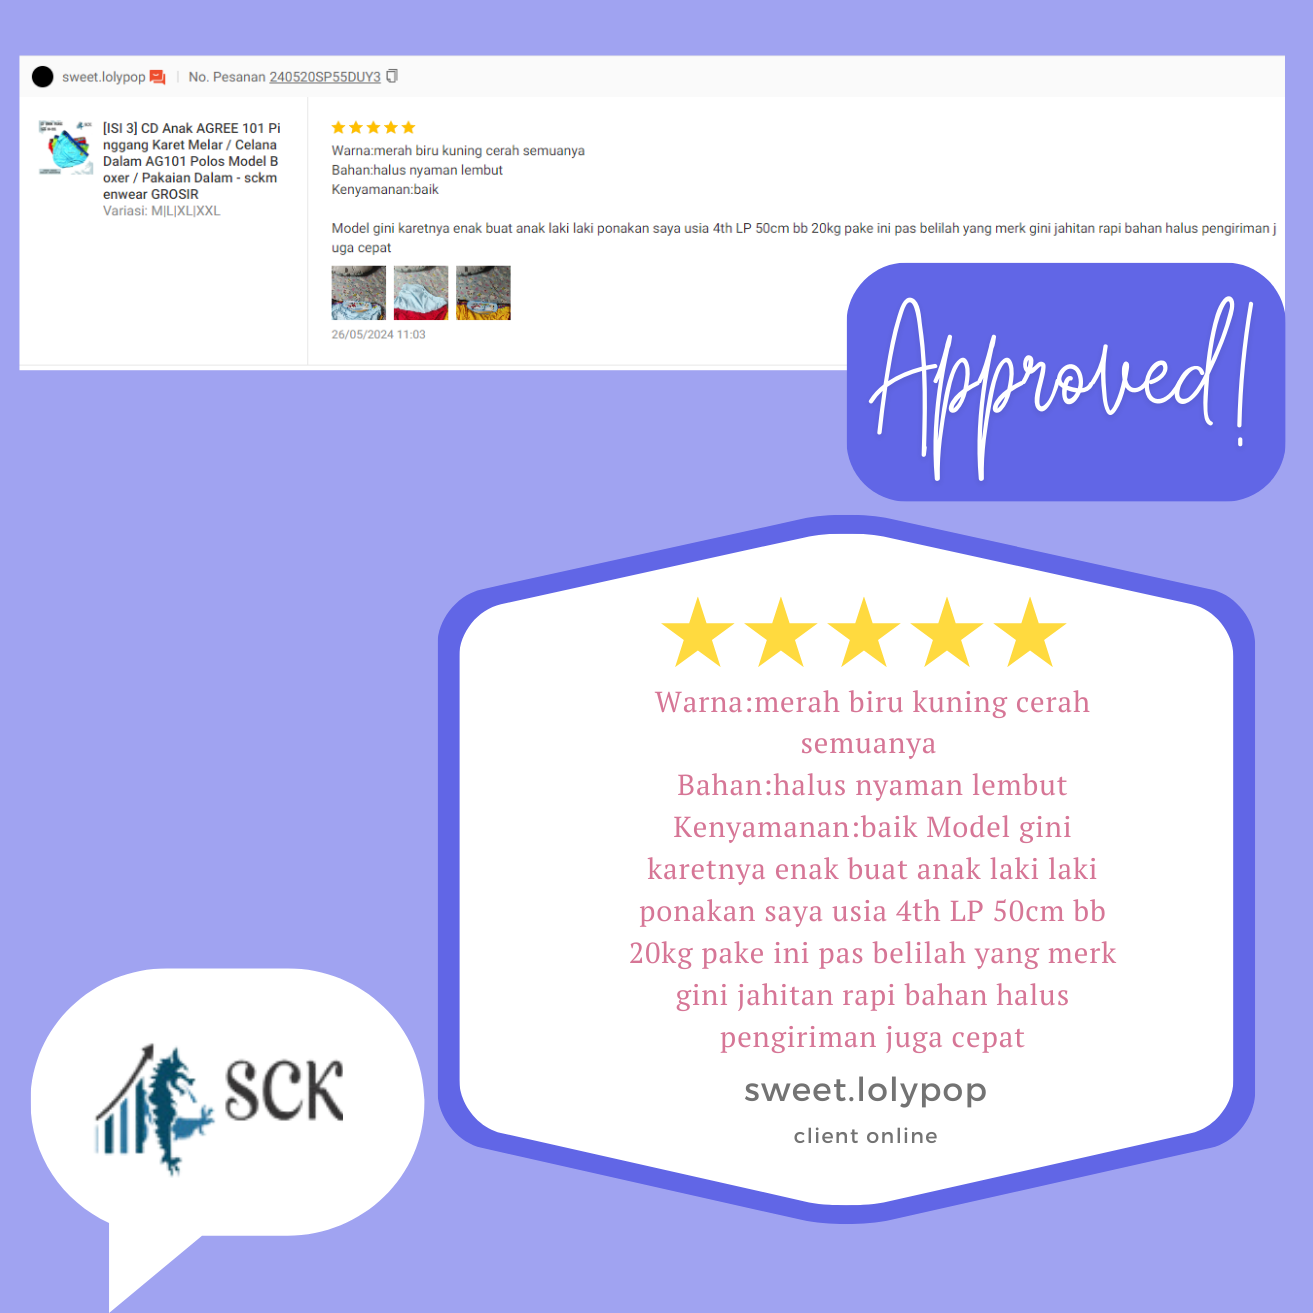 sweet.lolypop
No. Pesanan 240520SP55DUY3
[ISI 3] CD Anak AGREE 101 Pi
nggang Karet Melar / Celana
Dalam AG101 Polos Model B
oxer / Pakaian Dalam - sckm
enwear GROSIR
Variasi: M|L|XL|XXL
Warna:merah biru kuning cerah semuanya
Bahan:halus nyaman lembut
Kenyamanan:baik
Model gini karetnya enak buat anak laki laki ponakan saya usia 4th LP 50cm bb 20kg pake ini pas belilah yang merk gini jahitan rapi bahan halus pengiriman j
uga cepat
26/05/2024 11:03
Approved!
Warna:merah biru kuning cerah
semuanya
Bahan:halus nyaman lembut
Kenyamanan:baik Model gini
karetnya enak buat anak laki laki
ponakan saya usia 4th LP 50cm bb
20kg pake ini pas belilah yang merk
gini jahitan rapi bahan halus
pengiriman juga cepat
sweet.lolypop
client online
SCK